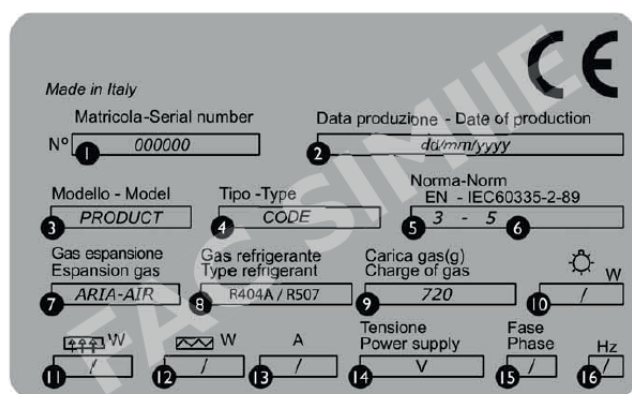 CE
Made in Italy
Matricola-Serial number
Data produzione - Date of production
N° 1 000000
2 dd/mm/yyyy
Modello - Model
Tipo -Type
Norma-Norm
EN - IEC60335-2-89
3 PRODUCT
4 CODE
5 3 - 5 6
Gas espansione
Expansion gas
Gas refrigerante
Type refrigerant
Carica gas(g)
Charge of gas
W
7 ARIA-AIR
8 R404A / R507
9 720
10 /
W
W
A
Tensione
Power supply
Fase
Phase
Hz
11 /
12 /
13 /
14 V
15 /
16 /
FAC SIMILE